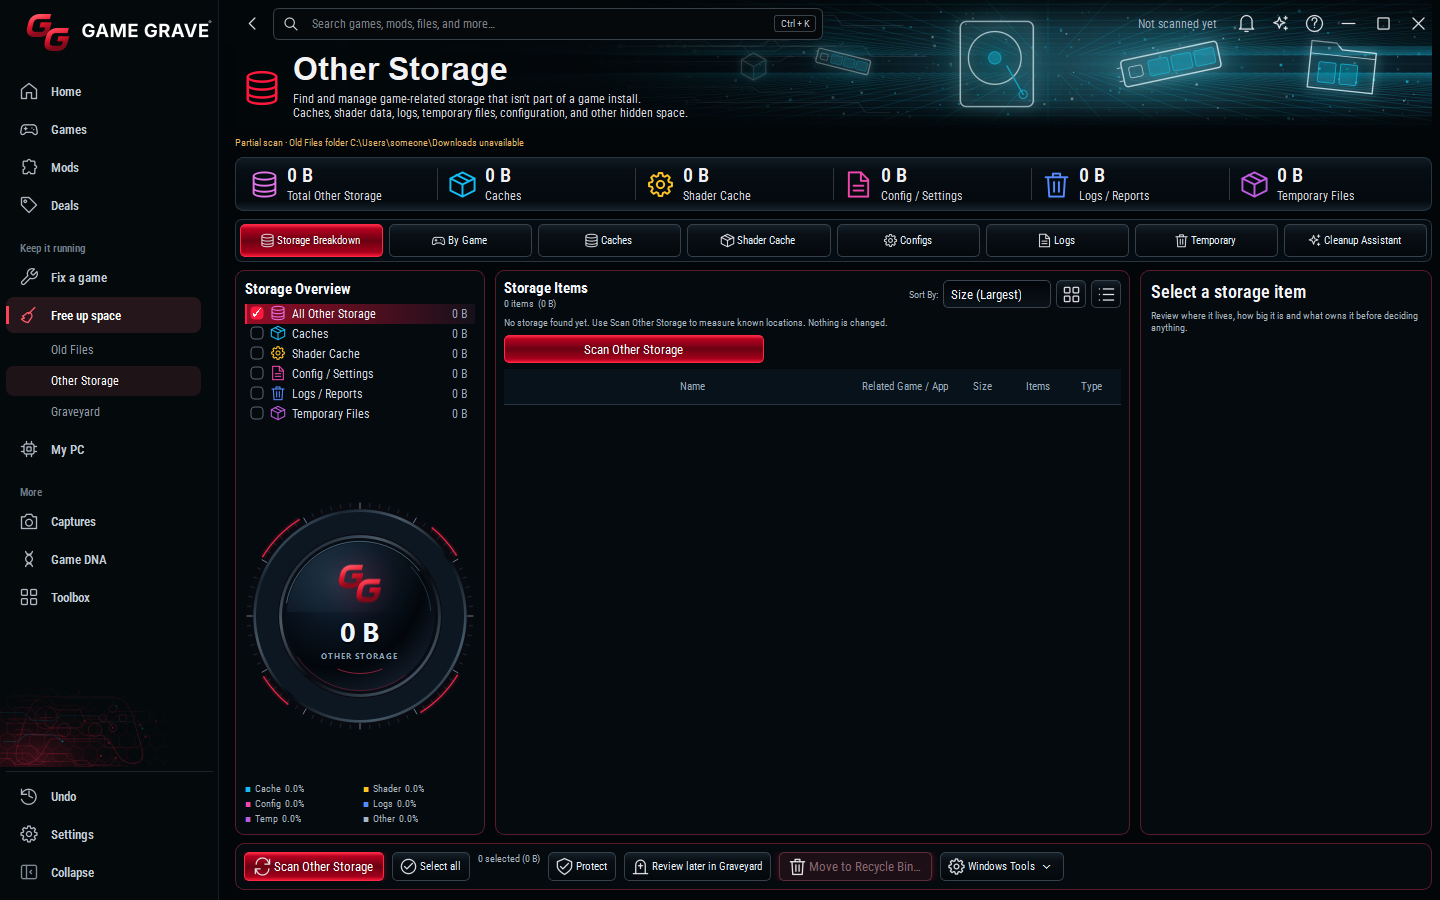 GAME GRAVE
Search games, mods, files, and more...
Ctrl + K
Not scanned yet
Other Storage
Find and manage game-related storage that isn't part of a game install.
Caches, shader data, logs, temporary files, configuration, and other hidden space.
Home
Games
Mods
Deals
Keep it running
Fix a game
Free up space
Old Files
Other Storage
Graveyard
My PC
More
Captures
Game DNA
Toolbox
Undo
Settings
Collapse
Partial scan · Old Files folder C:\Users\someone\Downloads unavailable
0 B
Total Other Storage
0 B
Caches
0 B
Shader Cache
0 B
Config / Settings
0 B
Logs / Reports
0 B
Temporary Files
Storage Breakdown
By Game
Caches
Shader Cache
Configs
Logs
Temporary
Cleanup Assistant
Storage Overview
All Other Storage 0 B
Caches 0 B
Shader Cache 0 B
Config / Settings 0 B
Logs / Reports 0 B
Temporary Files 0 B
GG
0 B
OTHER STORAGE
Cache 0.0% Shader 0.0%
Config 0.0% Logs 0.0%
Temp 0.0% Other 0.0%
Storage Items
0 items (0 B)
Sort By: Size (Largest)
No storage found yet. Use Scan Other Storage to measure known locations. Nothing is changed.
Scan Other Storage
Name Related Game / App Size Items Type
Select a storage item
Review where it lives, how big it is and what owns it before deciding
anything.
Scan Other Storage
Select all
0 selected (0 B)
Protect
Review later in Graveyard
Move to Recycle Bin...
Windows Tools